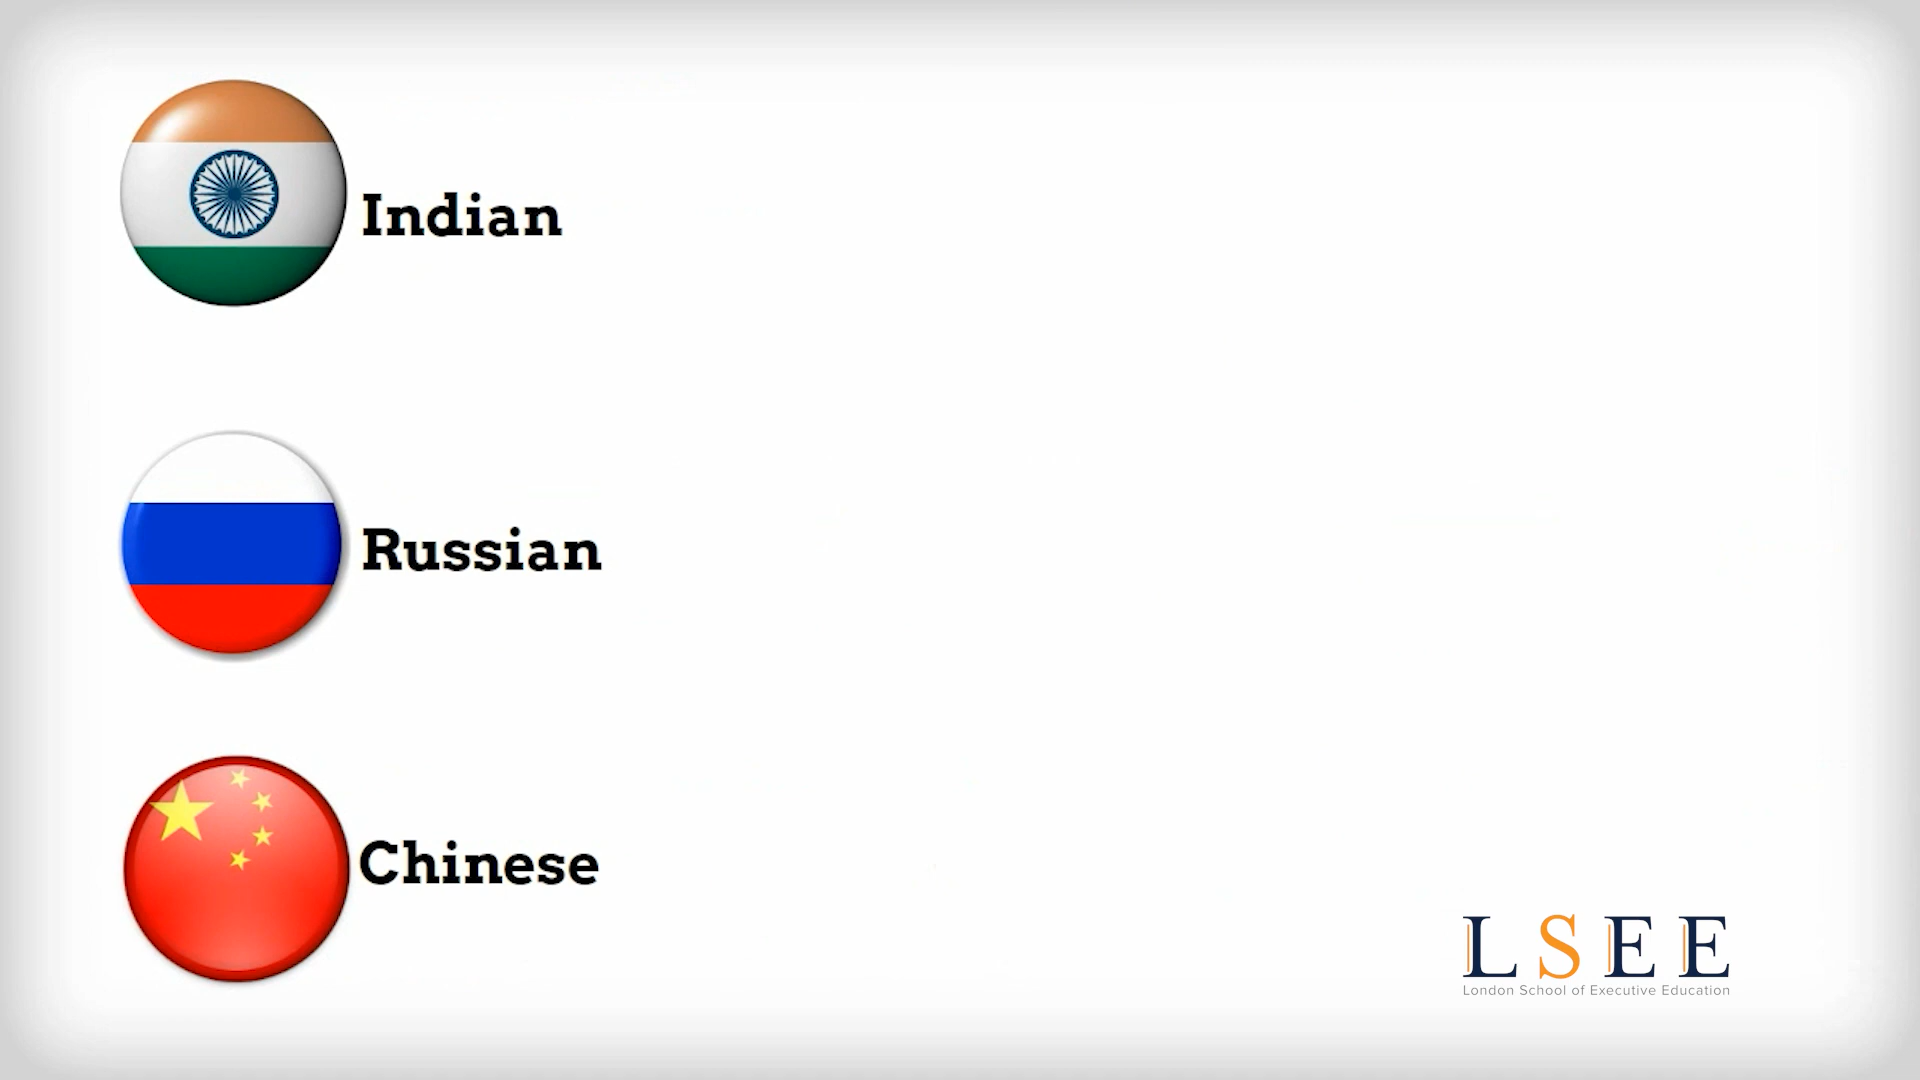 Indian
Russian
Chinese
LSEE
London School of Executive Education